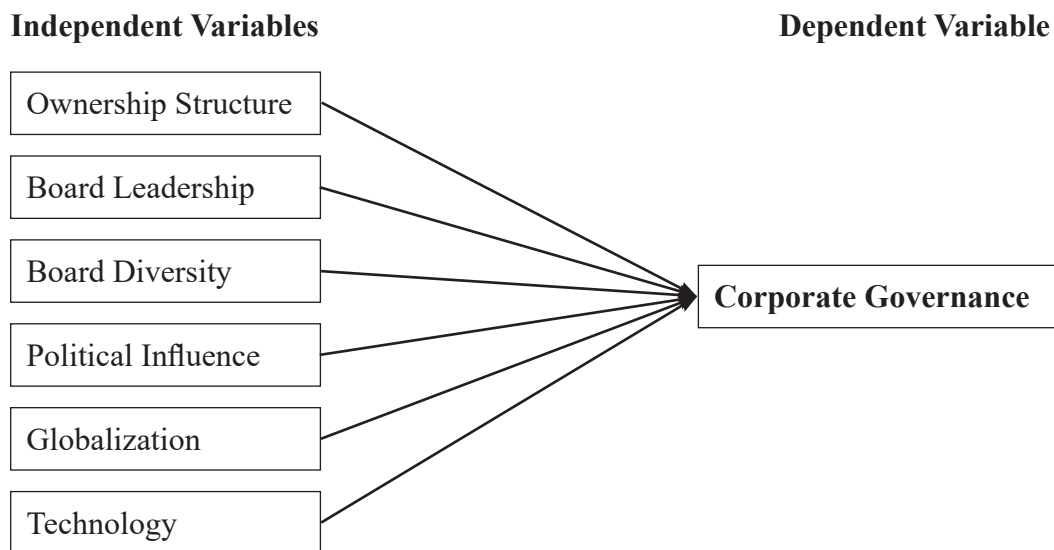 Independent Variables
Dependent Variable
Ownership Structure
Board Leadership
Board Diversity
Political Influence
Globalization
Technology
Corporate Governance